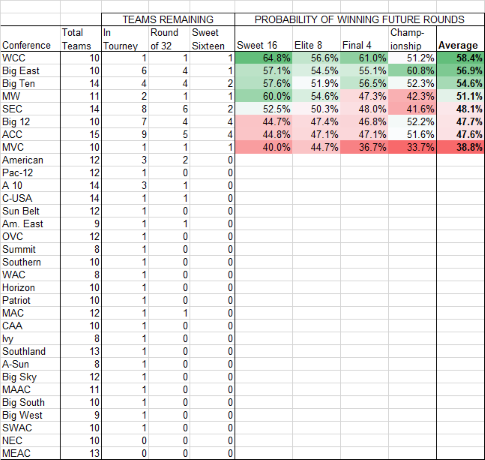 TEAMS REMAINING PROBABILITY OF WINNING FUTURE ROUNDS
Total In Round Sweet Champ-
Conference Teams Tourney of 32 Sixteen Sweet 16 Elite 8 Final 4 ionship Average
WCC 10 1 1 1 64.8% 56.6% 61.0% 51.2% 58.4%
Big East 10 6 4 1 57.1% 54.5% 55.1% 60.8% 56.9%
Big Ten 14 4 4 2 57.6% 51.9% 56.5% 52.3% 54.6%
MW 11 2 1 1 60.0% 54.6% 47.3% 42.3% 51.1%
SEC 14 8 6 2 52.5% 50.3% 48.0% 41.6% 48.1%
Big 12 10 7 4 4 44.7% 47.4% 46.8% 52.2% 47.7%
ACC 15 9 5 4 44.8% 47.1% 47.1% 51.6% 47.6%
MVC 10 1 1 1 40.0% 44.7% 36.7% 33.7% 38.8%
American 12 3 2 0
Pac-12 12 1 0 0
A 10 14 3 1 0
C-USA 14 1 1 0
Sun Belt 12 1 0 0
Am. East 9 1 1 0
OVC 12 1 0 0
Summit 8 1 0 0
Southern 10 1 0 0
WAC 8 1 0 0
Horizon 10 1 0 0
Patriot 10 1 0 0
MAC 12 1 1 0
CAA 10 1 0 0
Ivy 8 1 0 0
Southland 13 1 0 0
A-Sun 8 1 0 0
Big Sky 12 1 0 0
MAAC 11 1 0 0
Big South 10 1 0 0
Big West 9 1 0 0
SWAC 10 1 0 0
NEC 10 0 0 0
MEAC 13 0 0 0